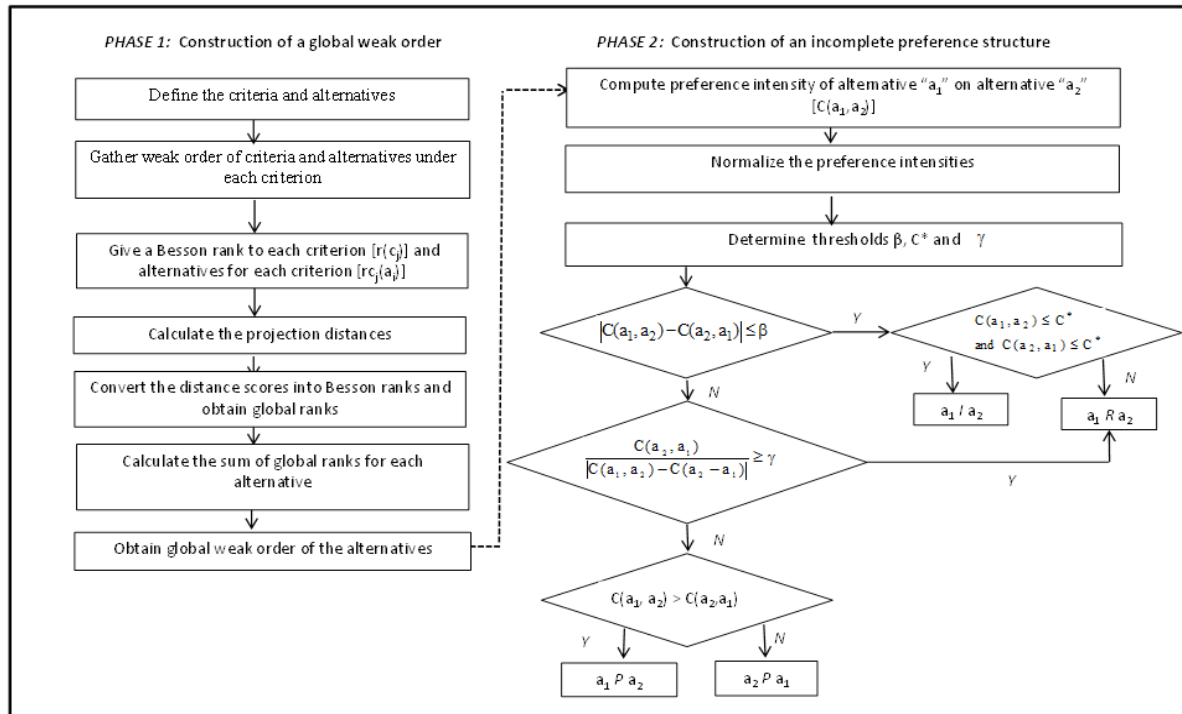 PHASE 1: Construction of a global weak order
Define the criteria and alternatives
Gather weak order of criteria and alternatives under
each criterion
Give a Besson rank to each criterion [r(cj)] and
alternatives for each criterion [rcj(ai)]
Calculate the projection distances
Convert the distance scores into Besson ranks and
obtain global ranks
Calculate the sum of global ranks for each
alternative
Obtain global weak order of the alternatives
PHASE 2: Construction of an incomplete preference structure
Compute preference intensity of alternative “a1” on alternative “a2”
[C(a1,a2)]
Normalize the preference intensities
Determine thresholds β, C* and γ
|C(a1,a2)−C(a2,a1)| ≤ β
Y
C(a1,a2) ≤ C*
and C(a2,a1) ≤ C*
Y
N
a1 I a2
a1 R a2
N
C(a2,a1)
|C(a1,a2)−C(a2−a1)| ≥ γ
Y
N
C(a1, a2) > C(a2,a1)
Y
N
a1 P a2
a2 P a1